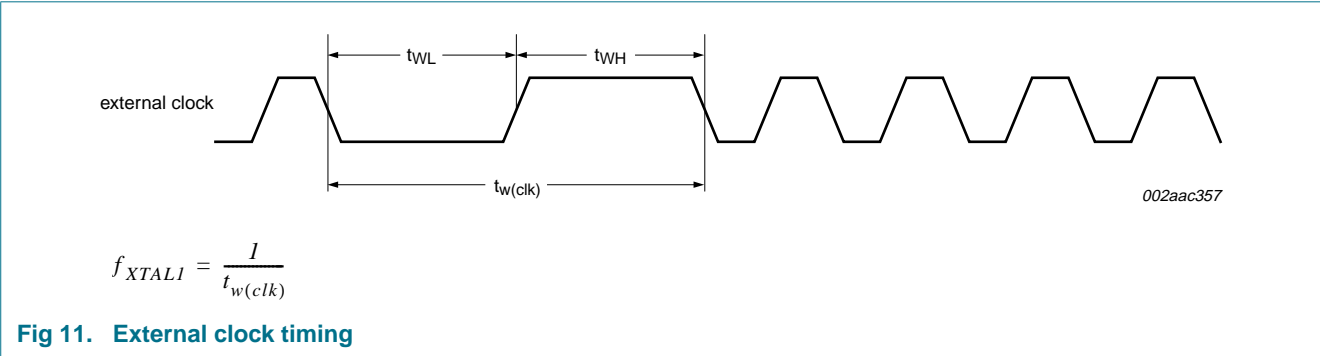 tWL
tWH
external clock
tw(clk)
002aac357
fXTAL1 = 1
tw(clk)
Fig 11. External clock timing